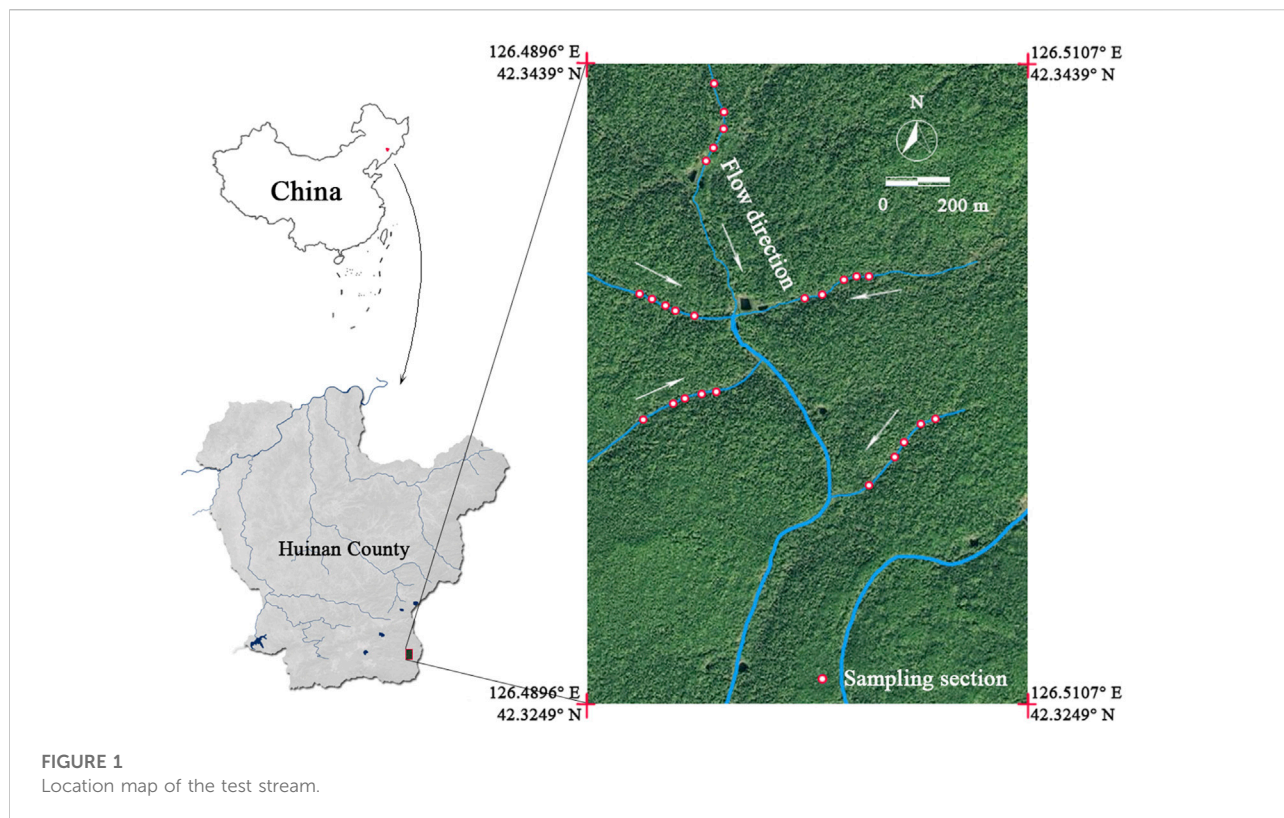 126.4896° E
42.3439° N
126.5107° E
42.3439° N
N
0 200 m
Flow direction
China
Huinan County
Sampling section
126.4896° E
42.3249° N
126.5107° E
42.3249° N
FIGURE 1
Location map of the test stream.